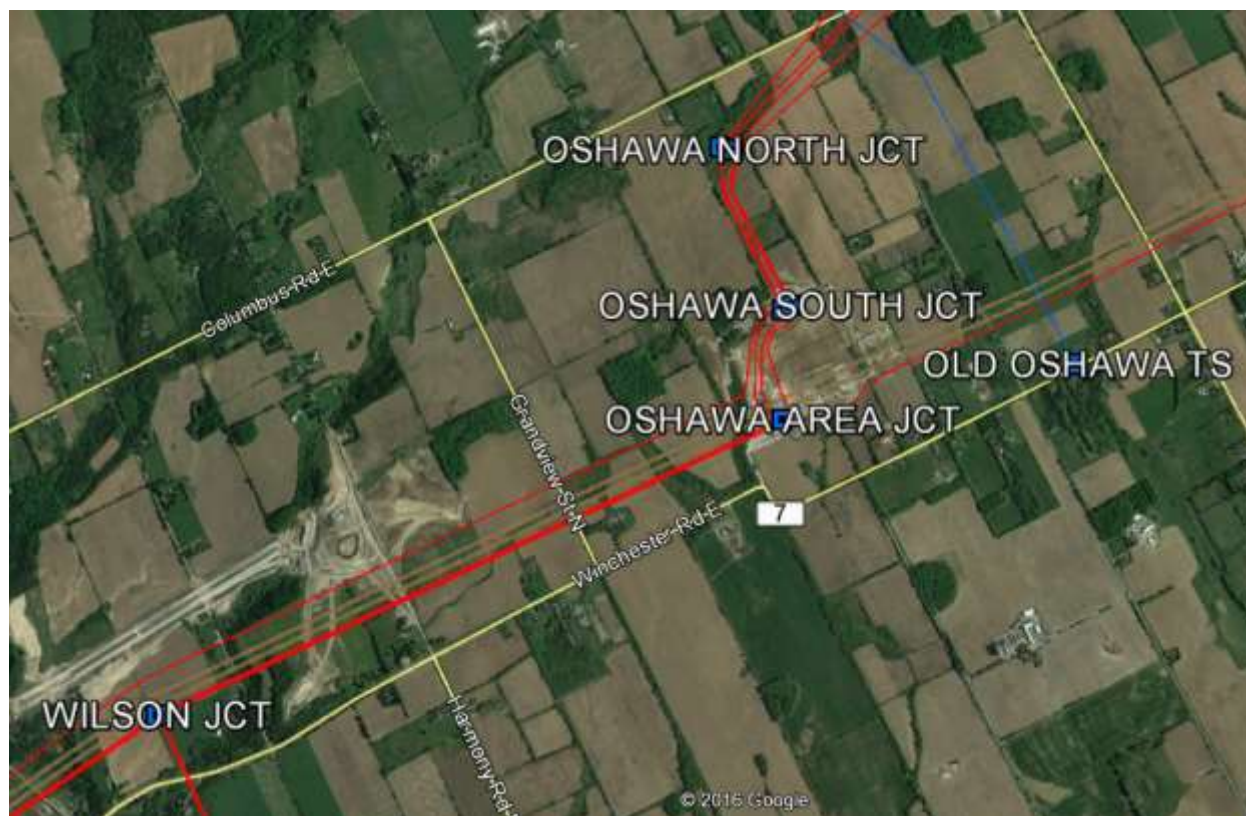 OSHAWA NORTH JCT
Columbus Rd E
OSHAWA SOUTH JCT
OLD OSHAWA TS
OSHAWA AREA JCT
Grandview St N
7
Winchester Rd E
WILSON JCT
Harmony Rd
© 2016 Google